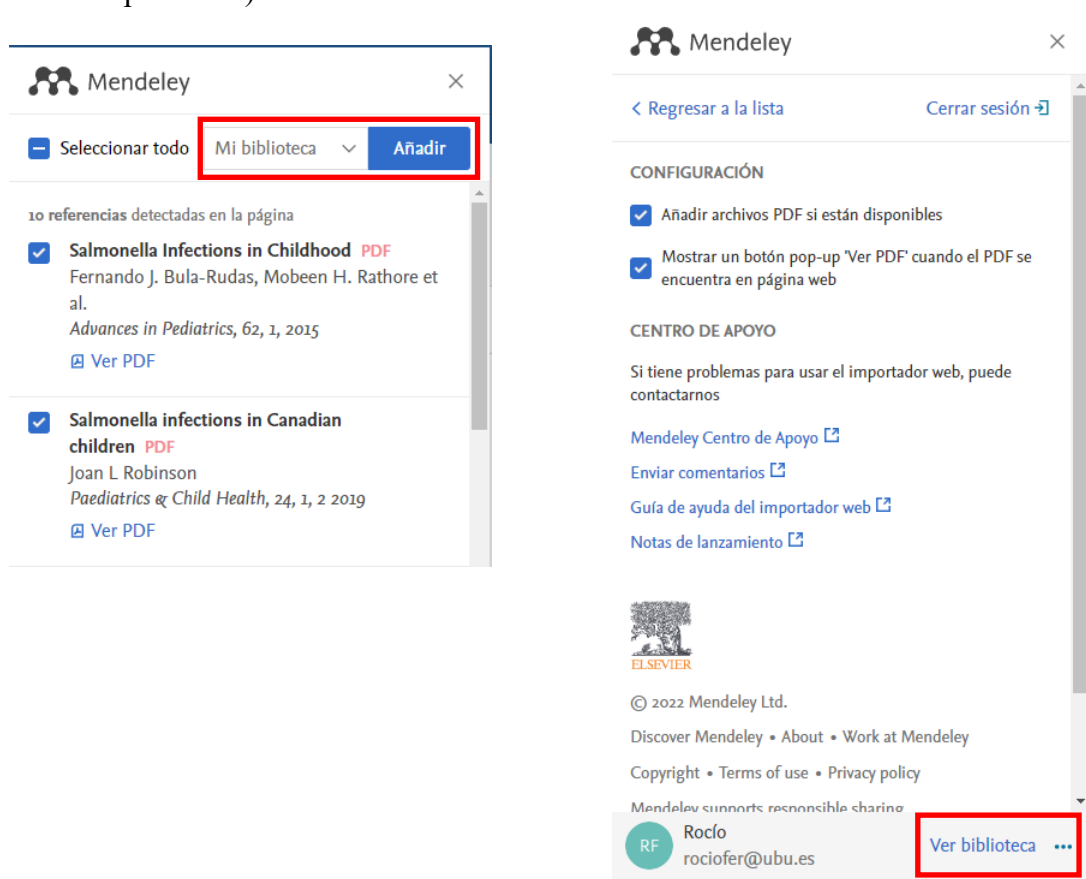 Mendeley
Seleccionar todo Mi biblioteca Añadir
10 referencias detectadas en la página
Salmonella Infections in Childhood PDF
Fernando J. Bula-Rudas, Mobeen H. Rathore et
al.
Advances in Pediatrics, 62, 1, 2015
Ver PDF
Salmonella infections in Canadian
children PDF
Joan L Robinson
Paediatrics & Child Health, 24, 1, 2 2019
Ver PDF
Mendeley
Regresar a la lista Cerrar sesión
CONFIGURACIÓN
Añadir archivos PDF si están disponibles
Mostrar un botón pop-up 'Ver PDF' cuando el PDF se
encuentra en página web
CENTRO DE APOYO
Si tiene problemas para usar el importador web, puede
contactarnos
Mendeley Centro de Apoyo
Enviar comentarios
Guía de ayuda del importador web
Notas de lanzamiento
ELSEVIER
© 2022 Mendeley Ltd.
Discover Mendeley • About • Work at Mendeley
Copyright • Terms of use • Privacy policy
Mendeley supports responsible sharing
RF Rocío
rociofer@ubu.es
Ver biblioteca •••